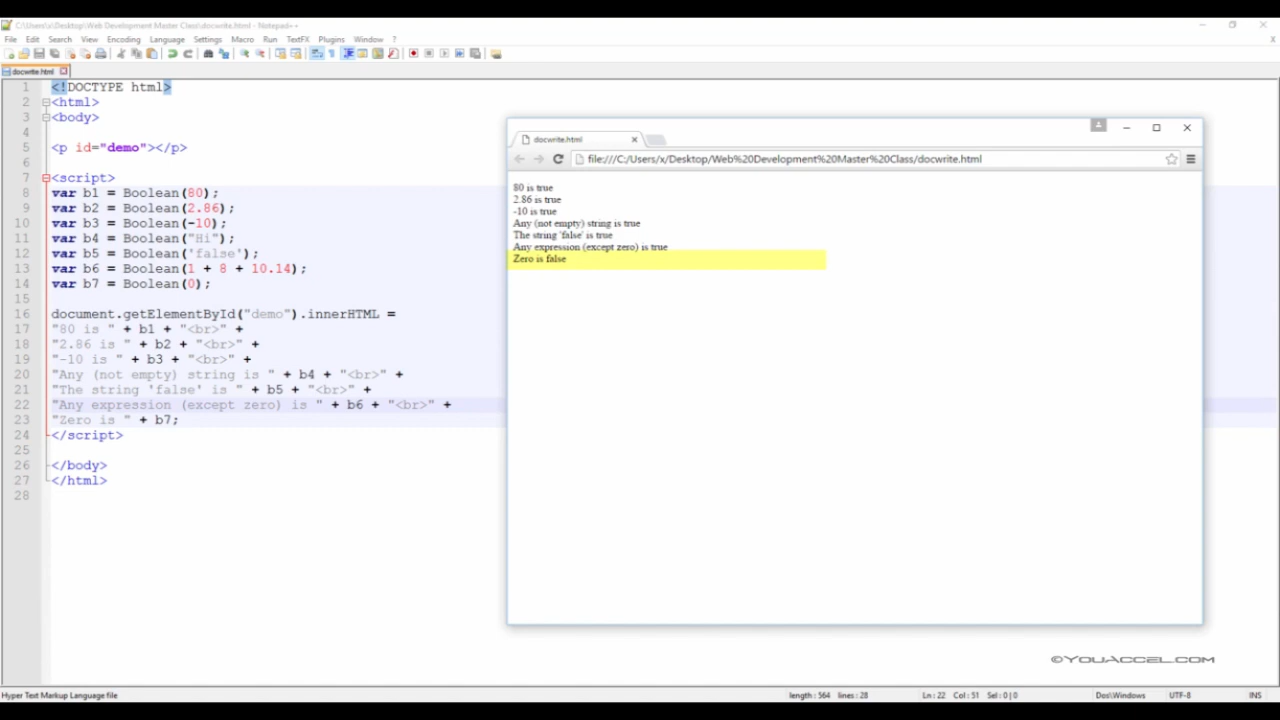 C:\Users\x\Desktop\Web Development Master Class\docwrite.html - Notepad++
File Edit Search View Encoding Language Settings Macro Run TextFX Plugins Window ? X
docwrite.html
1 <!DOCTYPE html>
2 <html>
3 <body>
4
5 <p id="demo"></p>
6
7 <script>
8 var b1 = Boolean(80);
9 var b2 = Boolean(2.86);
10 var b3 = Boolean(-10);
11 var b4 = Boolean("Hi");
12 var b5 = Boolean('false');
13 var b6 = Boolean(1 + 8 + 10.14);
14 var b7 = Boolean(0);
15
16 document.getElementById("demo").innerHTML =
17 "80 is " + b1 + "<br>" +
18 "2.86 is " + b2 + "<br>" +
19 "-10 is " + b3 + "<br>" +
20 "Any (not empty) string is " + b4 + "<br>" +
21 "The string 'false' is " + b5 + "<br>" +
22 "Any expression (except zero) is " + b6 + "<br>" +
23 "Zero is " + b7;
24 </script>
25
26 </body>
27 </html>
28
docwrite.html
file:///C:/Users/x/Desktop/Web%20Development%20Master%20Class/docwrite.html
80 is true
2.86 is true
-10 is true
Any (not empty) string is true
The string 'false' is true
Any expression (except zero) is true
Zero is false
©YouAccel.com
Hyper Text Markup Language file length : 564 lines : 28 Ln : 22 Col : 51 Sel : 0 | 0 Dos\Windows UTF-8 INS